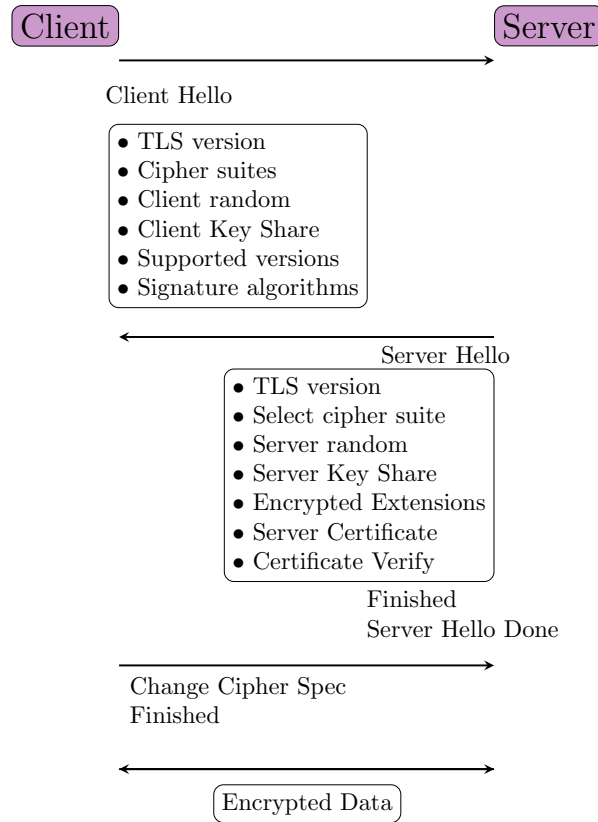 Client
Server
Client Hello
• TLS version
• Cipher suites
• Client random
• Client Key Share
• Supported versions
• Signature algorithms
Server Hello
• TLS version
• Select cipher suite
• Server random
• Server Key Share
• Encrypted Extensions
• Server Certificate
• Certificate Verify
Finished
Server Hello Done
Change Cipher Spec
Finished
Encrypted Data